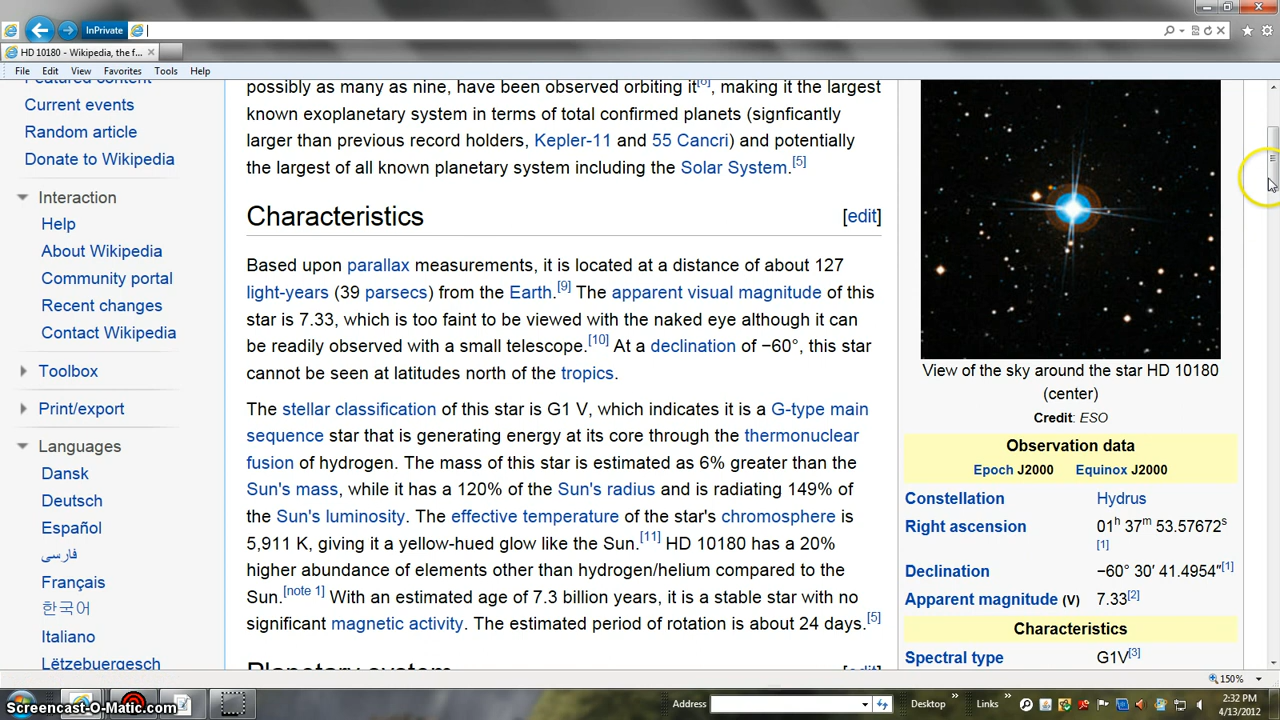 InPrivate
HD 10180 - Wikipedia, the f...
File Edit View Favorites Tools Help
Featured content
Current events
Random article
Donate to Wikipedia
Interaction
Help
About Wikipedia
Community portal
Recent changes
Contact Wikipedia
Toolbox
Print/export
Languages
Dansk
Deutsch
Español
فارسی
Français
한국어
Italiano
Lëtzebuergesch
possibly as many as nine, have been observed orbiting it[6], making it the largest
known exoplanetary system in terms of total confirmed planets (signficantly
larger than previous record holders, Kepler-11 and 55 Cancri) and potentially
the largest of all known planetary system including the Solar System.[5]
Characteristics [edit]
Based upon parallax measurements, it is located at a distance of about 127
light-years (39 parsecs) from the Earth.[9] The apparent visual magnitude of this
star is 7.33, which is too faint to be viewed with the naked eye although it can
be readily observed with a small telescope.[10] At a declination of −60°, this star
cannot be seen at latitudes north of the tropics.
The stellar classification of this star is G1 V, which indicates it is a G-type main
sequence star that is generating energy at its core through the thermonuclear
fusion of hydrogen. The mass of this star is estimated as 6% greater than the
Sun's mass, while it has a 120% of the Sun's radius and is radiating 149% of
the Sun's luminosity. The effective temperature of the star's chromosphere is
5,911 K, giving it a yellow-hued glow like the Sun.[11] HD 10180 has a 20%
higher abundance of elements other than hydrogen/helium compared to the
Sun.[note 1] With an estimated age of 7.3 billion years, it is a stable star with no
significant magnetic activity. The estimated period of rotation is about 24 days.[5]
Planetary system [edit]
View of the sky around the star HD 10180
(center)
Credit: ESO
Observation data
Epoch J2000 Equinox J2000
Constellation Hydrus
Right ascension 01h 37m 53.57672s
[1]
Declination −60° 30′ 41.4954″[1]
Apparent magnitude (V) 7.33[2]
Characteristics
Spectral type G1V[3]
150%
Screencast-O-Matic.com
Address
Desktop
Links
2:32 PM
4/13/2012